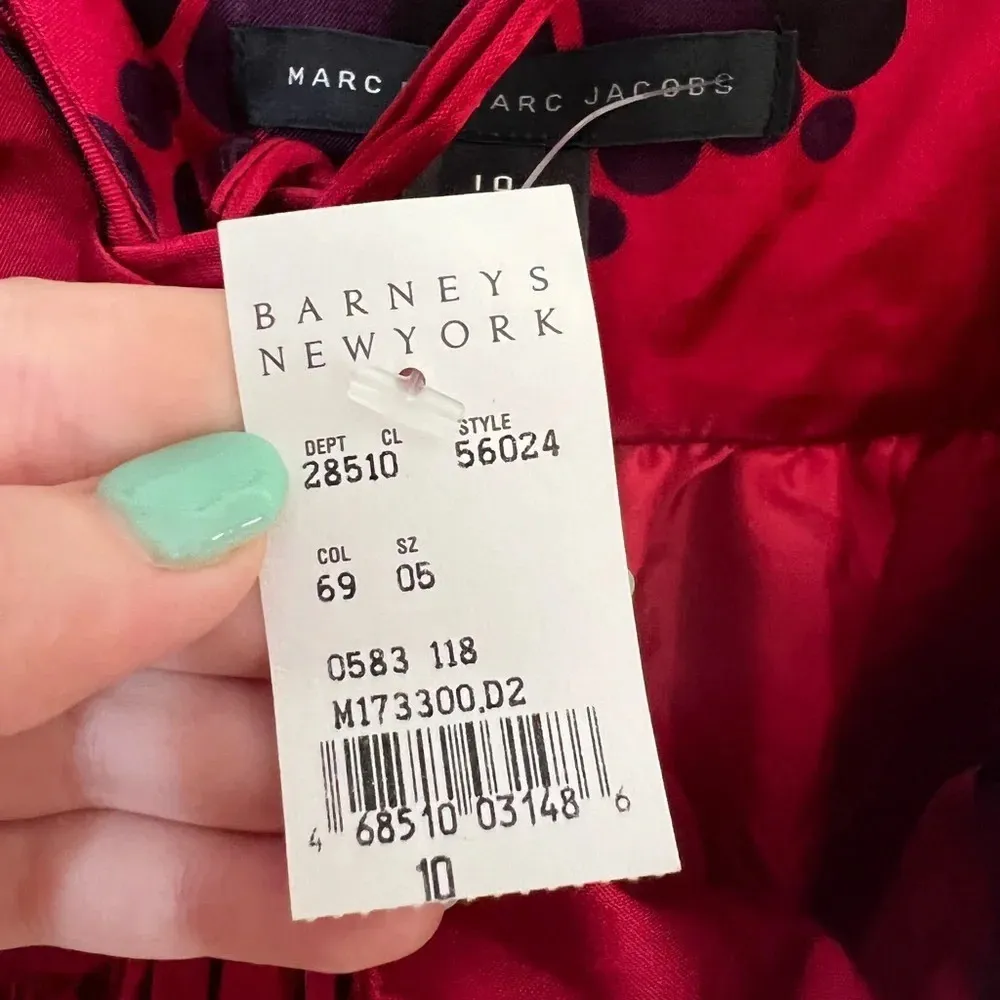 MARC ARC JACOBS
10
BARNEYS
NEWYORK
DEPT CL STYLE
28510 56024
COL SZ
69 05
0583 118
M173300,D2
4 68510 03148 6
10